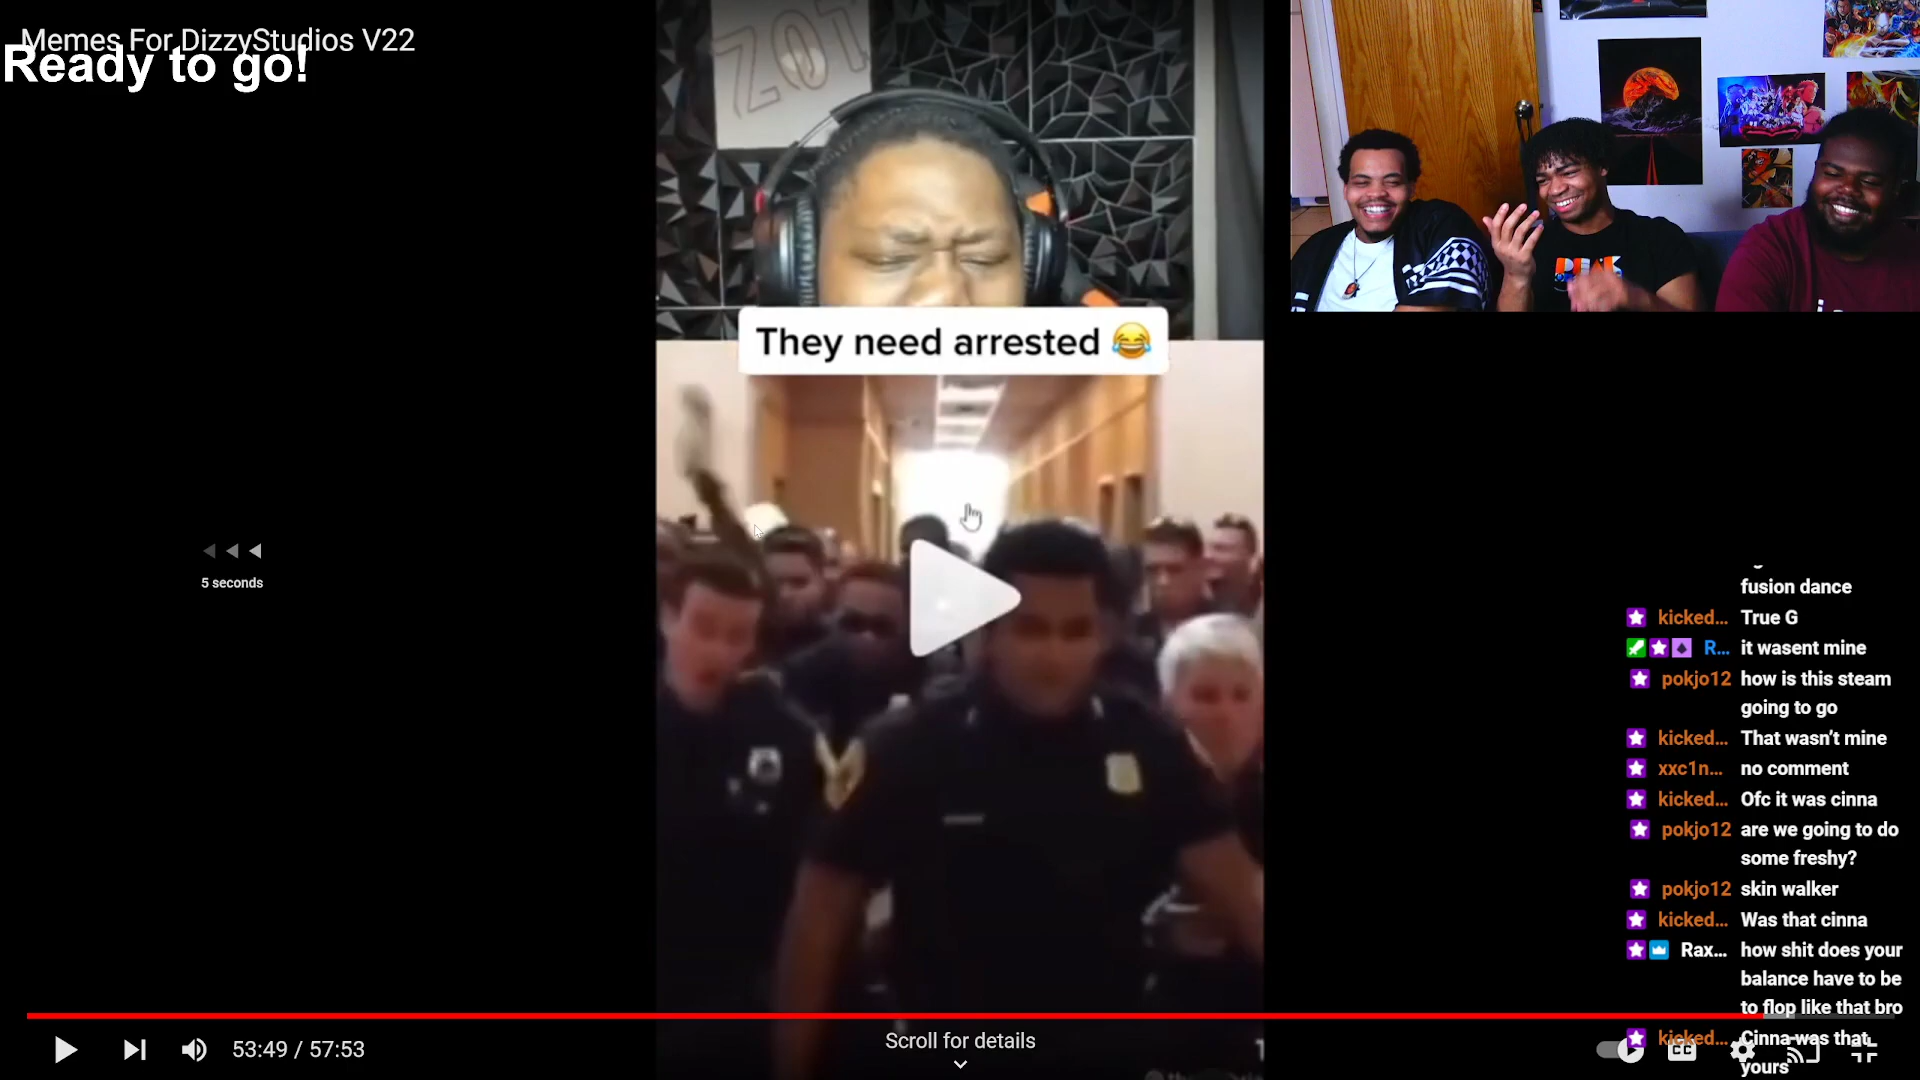 Memes For DizzyStudios V22
Ready to go!
ZOT
They need arrested 😂
5 seconds
fusion dance
kicked... True G
R... it wasent mine
pokjo12 how is this steam
going to go
kicked... That wasn't mine
xxc1n... no comment
kicked... Ofc it was cinna
pokjo12 are we going to do
some freshy?
pokjo12 skin walker
kicked... Was that cinna
Rax... how shit does your
balance have to be
to flop like that bro
kicked... Cinna was that
yours
53:49 / 57:53
Scroll for details
CC